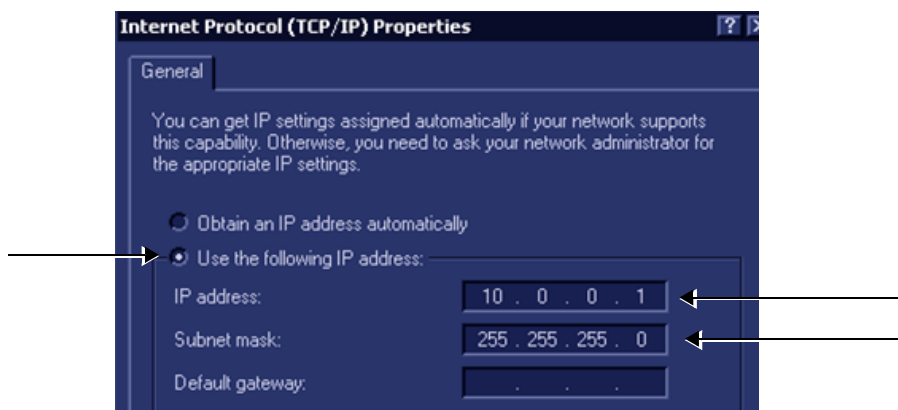 Internet Protocol (TCP/IP) Properties
General
You can get IP settings assigned automatically if your network supports
this capability. Otherwise, you need to ask your network administrator for
the appropriate IP settings.
Obtain an IP address automatically
Use the following IP address:
IP address: 10 . 0 . 0 . 1
Subnet mask: 255 . 255 . 255 . 0
Default gateway: . . .